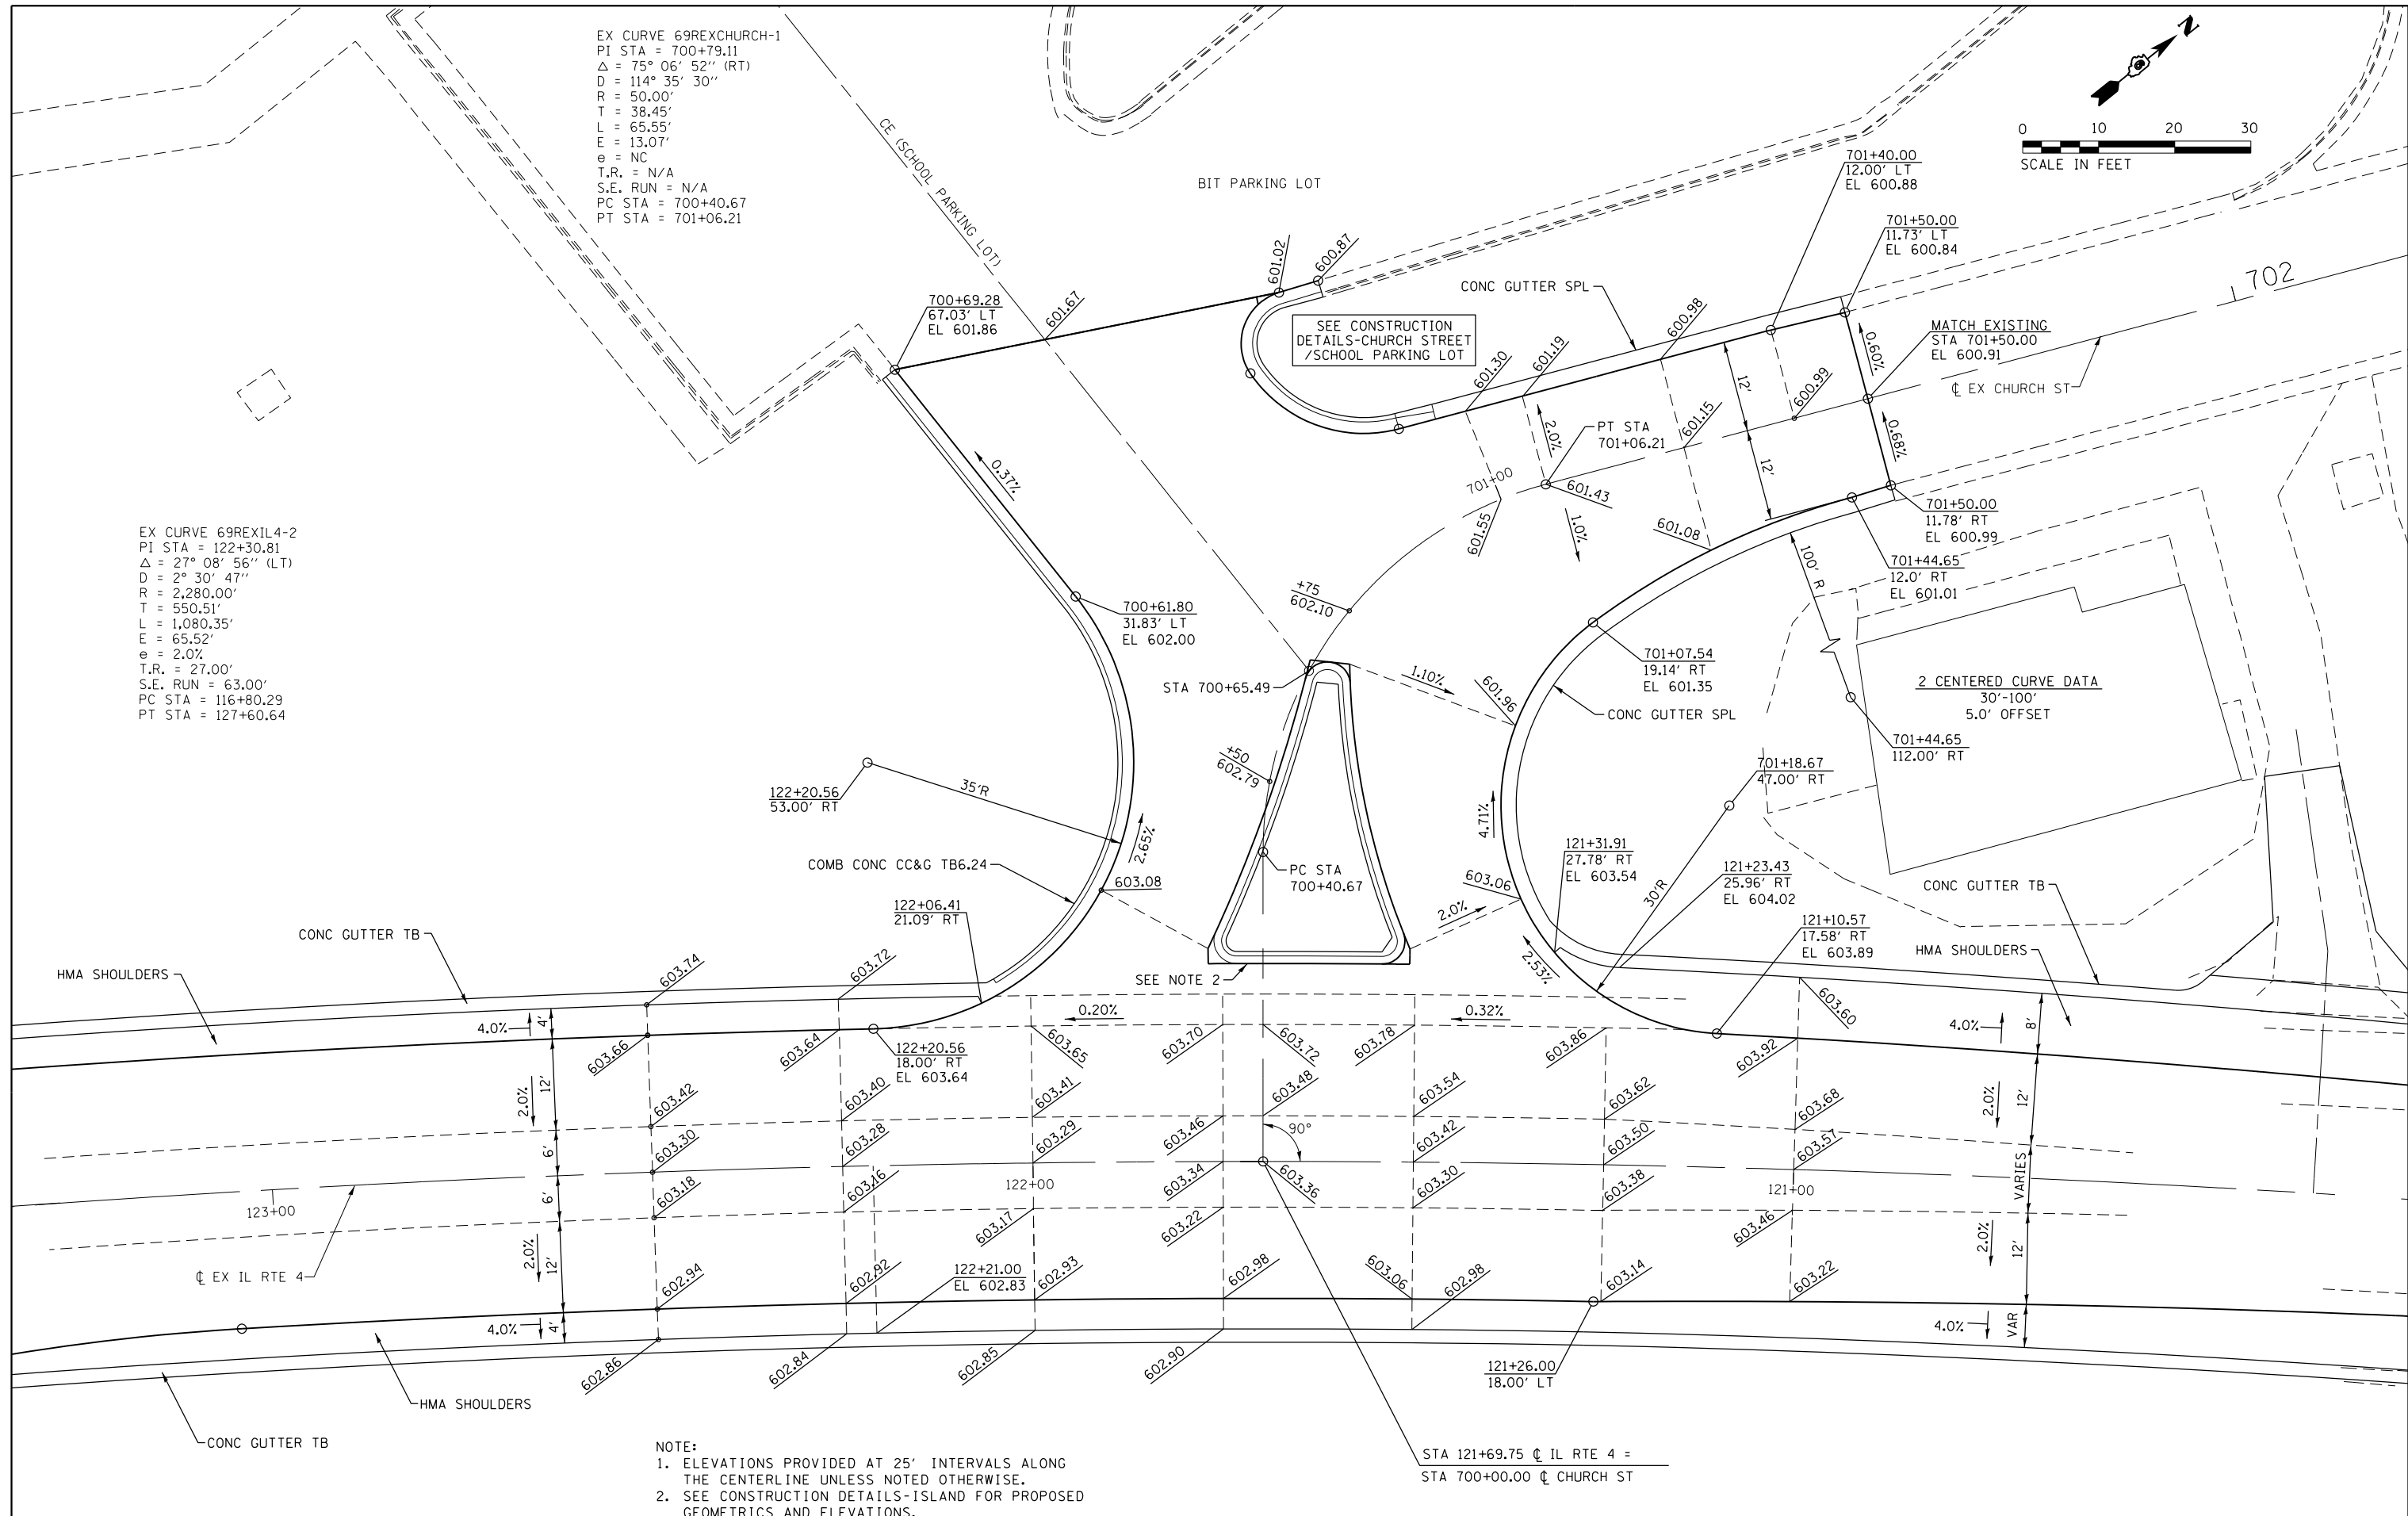 EX CURVE 69REXCHURCH-1
PI STA = 700+79.11
△ = 75° 06' 52'' (RT)
D = 114° 35' 30''
R = 50.00'
T = 38.45'
L = 65.55'
E = 13.07'
e = NC
T.R. = N/A
S.E. RUN = N/A
PC STA = 700+40.67
PT STA = 701+06.21
CE (SCHOOL PARKING LOT)
BIT PARKING LOT
N
0 10 20 30
SCALE IN FEET
701+40.00
12.00' LT
EL 600.88
701+50.00
11.73' LT
EL 600.84
702
601.02
600.87
CONC GUTTER SPL
700+69.28
67.03' LT
EL 601.86
601.67
SEE CONSTRUCTION
DETAILS-CHURCH STREET
/SCHOOL PARKING LOT
600.98
601.19
601.30
0.60%
MATCH EXISTING
STA 701+50.00
EL 600.91
℄ EX CHURCH ST
12'
600.99
601.15
2.0%
PT STA
701+06.21
12'
0.68%
0.37%
701+00
601.43
601.55
1.0%
601.08
701+50.00
11.78' RT
EL 600.99
100' R
701+44.65
12.0' RT
EL 601.01
EX CURVE 69REXIL4-2
PI STA = 122+30.81
△ = 27° 08' 56'' (LT)
D = 2° 30' 47''
R = 2,280.00'
T = 550.51'
L = 1,080.35'
E = 65.52'
e = 2.0%
T.R. = 27.00'
S.E. RUN = 63.00'
PC STA = 116+80.29
PT STA = 127+60.64
700+61.80
31.83' LT
EL 602.00
+75
602.10
701+07.54
19.14' RT
EL 601.35
STA 700+65.49
1.10%
601.96
CONC GUTTER SPL
2 CENTERED CURVE DATA
30'-100'
5.0' OFFSET
701+44.65
112.00' RT
+50
602.79
701+18.67
47.00' RT
122+20.56
53.00' RT
35'R
2.65%
4.71%
COMB CONC CC&G TB6.24
603.08
PC STA
700+40.67
603.06
121+31.91
27.78' RT
EL 603.54
121+23.43
25.96' RT
EL 604.02
30'R
CONC GUTTER TB
122+06.41
21.09' RT
2.0%
121+10.57
17.58' RT
EL 603.89
CONC GUTTER TB
HMA SHOULDERS
HMA SHOULDERS
603.74
603.72
SEE NOTE 2
2.53%
603.60
4.0%
4'
0.20%
0.32%
4.0%
8'
603.66
603.64
122+20.56
18.00' RT
EL 603.64
603.65
603.70
603.72
603.78
603.86
603.92
2.0%
12'
603.42
603.40
603.41
603.46
603.48
603.54
603.62
603.68
2.0%
12'
6'
603.30
603.28
603.29
603.34
90°
603.42
603.50
603.57
6'
603.18
603.16
122+00
603.36
603.30
603.38
121+00
VARIES
123+00
603.17
603.22
603.46
2.0%
12'
℄ EX IL RTE 4
602.94
602.92
122+21.00
EL 602.83
602.93
602.98
603.06
602.98
603.14
603.22
2.0%
12'
4.0%
4'
4.0%
VAR
602.86
602.84
602.85
602.90
121+26.00
18.00' LT
HMA SHOULDERS
CONC GUTTER TB
STA 121+69.75 ℄ IL RTE 4 =
STA 700+00.00 ℄ CHURCH ST
NOTE:
1. ELEVATIONS PROVIDED AT 25' INTERVALS ALONG
THE CENTERLINE UNLESS NOTED OTHERWISE.
2. SEE CONSTRUCTION DETAILS-ISLAND FOR PROPOSED
GEOMETRICS AND ELEVATIONS.